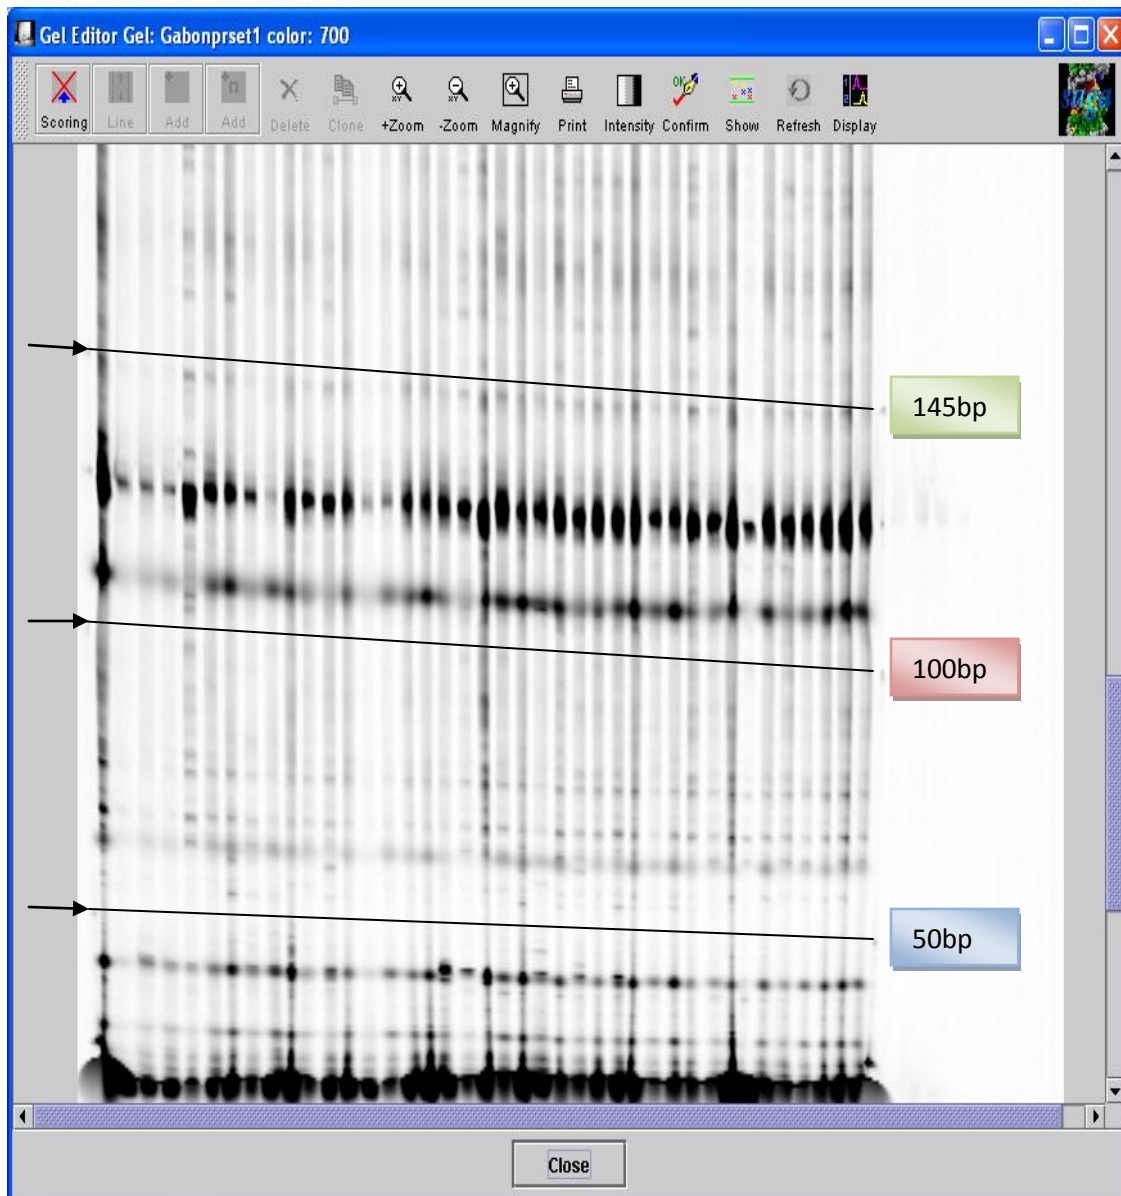 Gel Editor Gel: Gabonprset1 color: 700
Scoring Line Add Add Delete Clone +Zoom -Zoom Magnify Print Intensity Confirm Show Refresh Display
145bp
100bp
50bp
Close